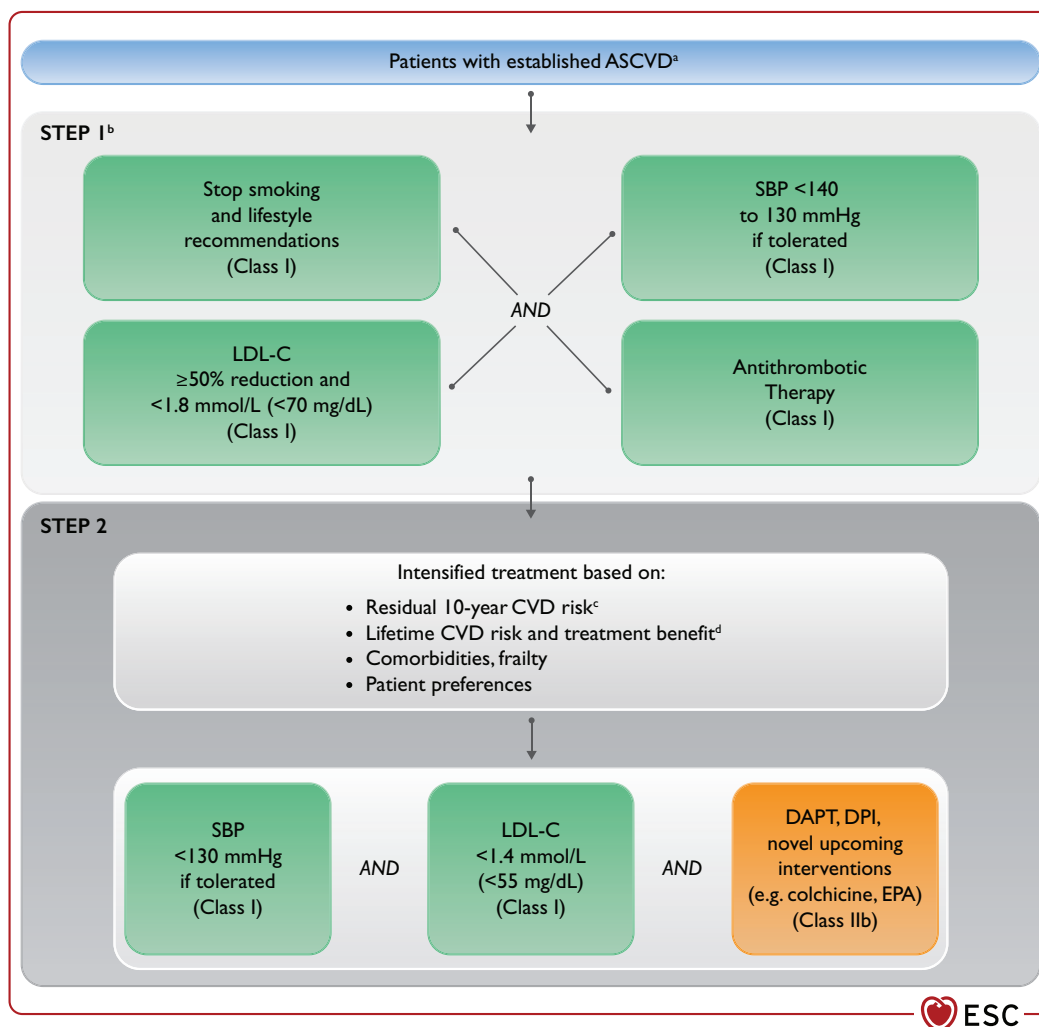 Patients with established ASCVDᵃ
STEP 1ᵇ
Stop smoking
and lifestyle
recommendations
(Class I)
SBP <140
to 130 mmHg
if tolerated
(Class I)
AND
LDL-C
≥50% reduction and
<1.8 mmol/L (<70 mg/dL)
(Class I)
Antithrombotic
Therapy
(Class I)
STEP 2
Intensified treatment based on:
• Residual 10-year CVD riskᶜ
• Lifetime CVD risk and treatment benefitᵈ
• Comorbidities, frailty
• Patient preferences
SBP
<130 mmHg
if tolerated
(Class I)
AND
LDL-C
<1.4 mmol/L
(<55 mg/dL)
(Class I)
AND
DAPT, DPI,
novel upcoming
interventions
(e.g. colchicine, EPA)
(Class IIb)
ESC